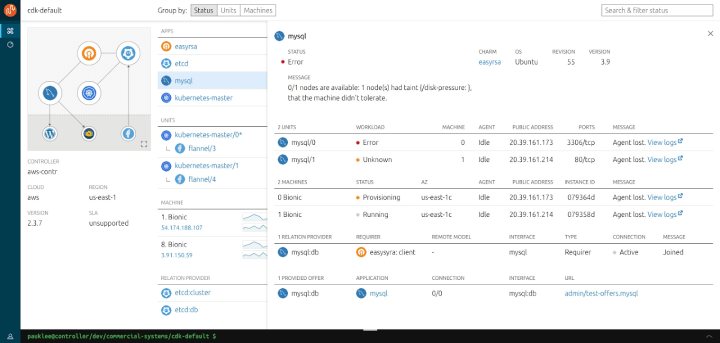 cdk-default
Group by: Status Units Machines
Search & filter status
CONTROLLER
aws-contr
CLOUD REGION
aws us-east-1
VERSION SLA
2.3.7 unsupported
APPS
easyrsa
etcd
mysql
kubernetes-master
UNITS
kubernetes-master/0*
flannel/3
kubernetes-master/1
flannel/4
MACHINE
1. Bionic
54.174.188.107
8. Bionic
3.91.150.59
RELATION PROVIDER
etcd:cluster
etcd:db
mysql
STATUS CHARM OS REVISION VERSION
Error easyrsa Ubuntu 55 3.9
MESSAGE
0/1 nodes are available: 1 node(s) had taint {/disk-pressure: },
that the machine didn't tolerate.
2 UNITS WORKLOAD MACHINE AGENT PUBLIC ADDRESS PORTS MESSAGE
mysql/0 Error 0 Idle 20.39.161.173 3306/tcp Agent lost. View logs
mysql/1 Unknown 1 Idle 20.39.161.214 80/tcp Agent lost. View logs
2 MACHINES STATUS AZ AGENT PUBLIC ADDRESS INSTANCE ID MESSAGE
0 Bionic Provisioning us-east-1c Idle 20.39.161.173 079364d Agent lost. View logs
1 Bionic Running us-east-1c Idle 20.39.161.214 079358d Agent lost. View logs
1 RELATION PROVIDER REQUIRER REMOTE MODEL INTERFACE TYPE CONNECTION MESSAGE
mysql:db easysyra: client - mysql Requirer Active Joined
1 PROVIDED OFFER APPLICATION CONNECTION INTERFACE URL
mysql:db mysql 0/0 mysql:db admin/test-offers.mysql
pauklee@controller/dev/commercial-systems/cdk-default $